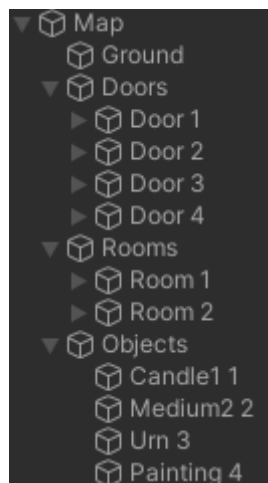 Map
Ground
Doors
Door 1
Door 2
Door 3
Door 4
Rooms
Room 1
Room 2
Objects
Candle1 1
Medium2 2
Urn 3
Painting 4